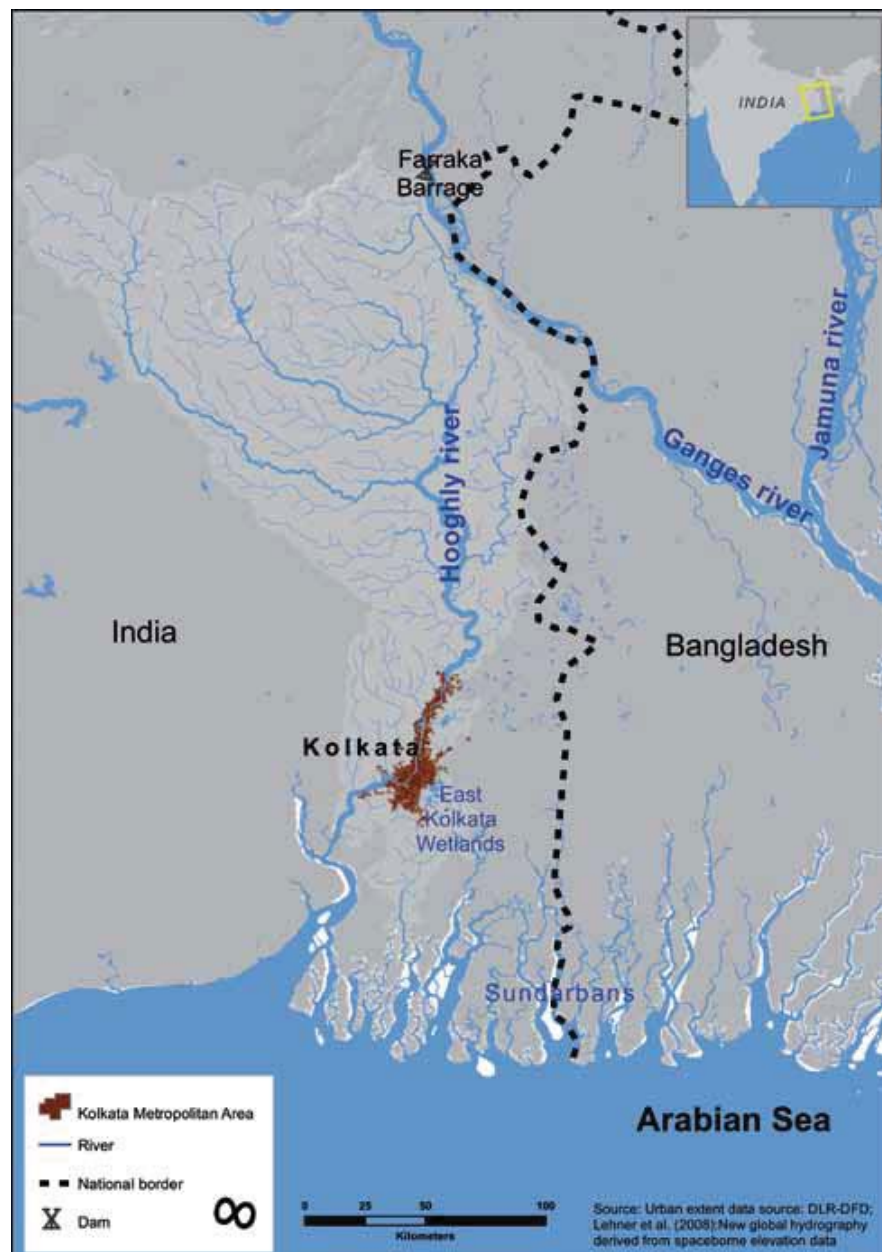 INDIA
Farraka
Barrage
Jamuna river
Ganges river
Hooghly river
India
Bangladesh
Kolkata
East
Kolkata
Wetlands
Sundarbans
Arabian Sea
Kolkata Metropolitan Area
River
National border
Dam
0 25 50 100
Kilometers
Source: Urban extent data source: DLR-DFD;
Lehner et al. (2008):New global hydrography
derived from spaceborne elevation data